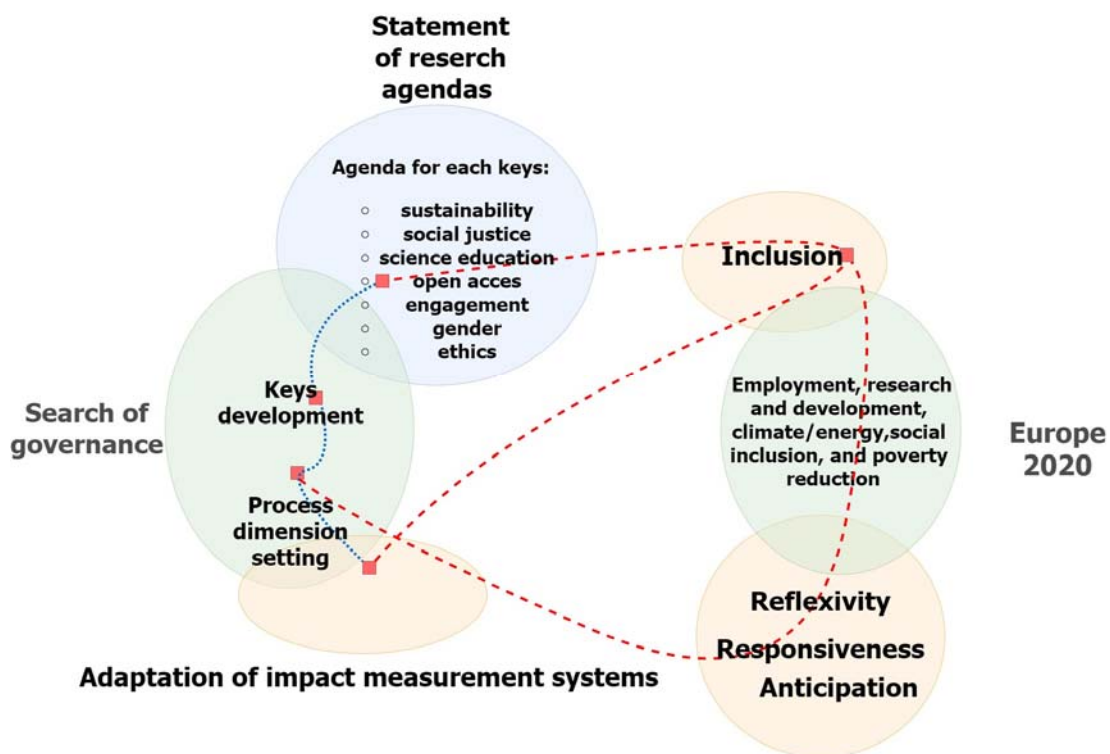 Statement
of reserch
agendas
Agenda for each keys:
○ sustainability
○ social justice
○ science education
○ open acces
○ engagement
○ gender
○ ethics
Inclusion
Keys
development
Search of
governance
Employment, research
and development,
climate/energy,social
inclusion, and poverty
reduction
Europe
2020
Process
dimension
setting
Reflexivity
Responsiveness
Anticipation
Adaptation of impact measurement systems